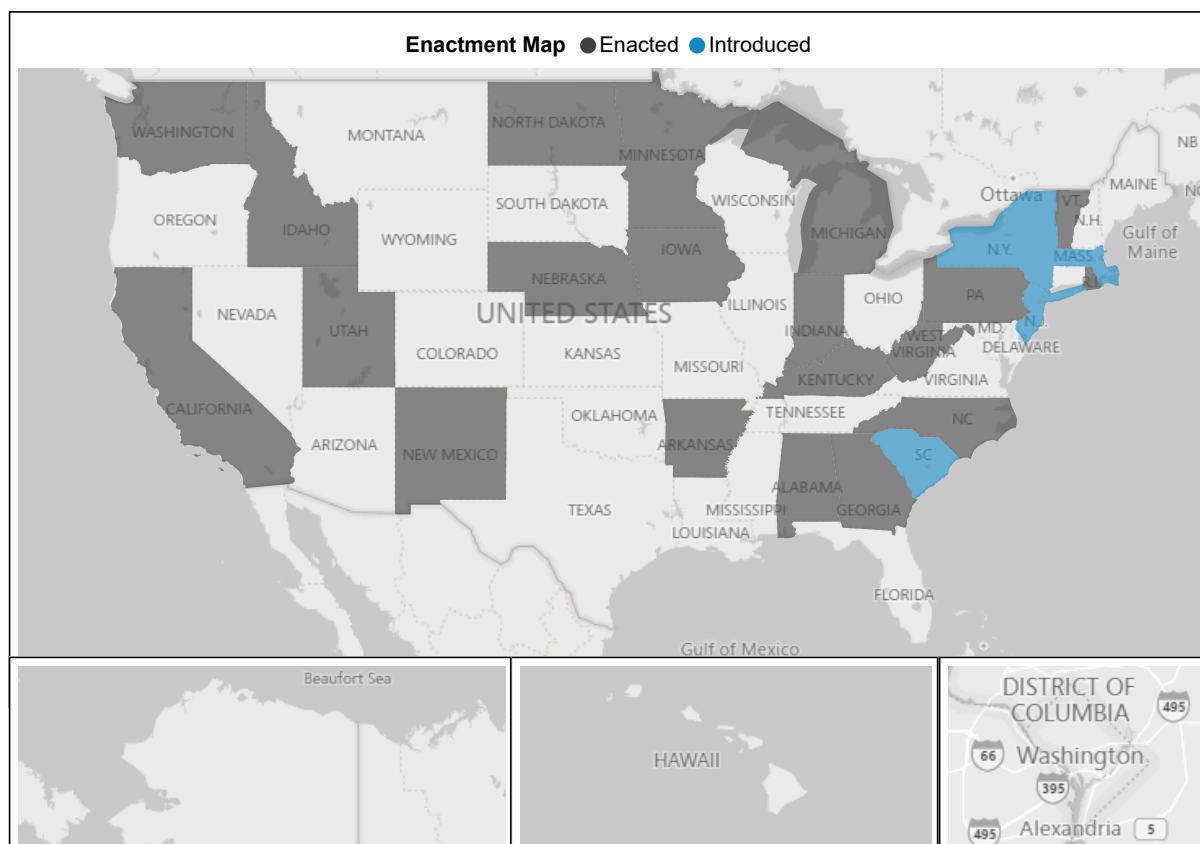 Enactment Map Enacted Introduced
WASHINGTON
MONTANA
NORTH DAKOTA
MINNESOTA
OREGON
IDAHO
WYOMING
SOUTH DAKOTA
WISCONSIN
MICHIGAN
Ottawa
MAINE
NB
VT.
N.H.
Gulf of
Maine
N.Y.
MASS.
R.I.
NEVADA
UTAH
NEBRASKA
IOWA
UNITED STATES
ILLINOIS
INDIANA
OHIO
PA
N.J.
MD.
DELAWARE
WEST
VIRGINIA
VIRGINIA
COLORADO
KANSAS
MISSOURI
KENTUCKY
CALIFORNIA
ARIZONA
NEW MEXICO
OKLAHOMA
ARKANSAS
TENNESSEE
NC
SC
TEXAS
LOUISIANA
MISSISSIPPI
ALABAMA
GEORGIA
FLORIDA
Gulf of Mexico
Beaufort Sea
HAWAII
DISTRICT OF
COLUMBIA
495
66
Washington
395
495
Alexandria
5